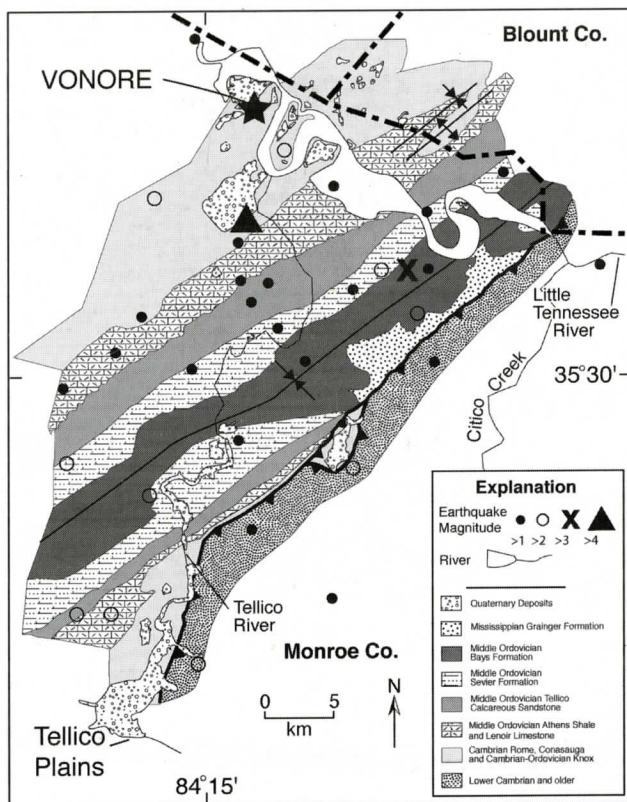 Blount Co.
VONORE
Little
Tennessee
River
35°30'
Citico Creek
Explanation
Earthquake
Magnitude
>1 >2 >3 >4
River
Quaternary Deposits
Mississippian Grainger Formation
Middle Ordovician
Bays Formation
Middle Ordovician
Sevier Formation
Middle Ordovician Tellico
Calcareous Sandstone
Middle Ordovician Athens Shale
and Lenoir Limestone
Cambrian Rome, Conasauga
and Cambrian-Ordovician Knox
Lower Cambrian and older
Tellico
River
Monroe Co.
0 5
km
N
X
Tellico
Plains
84°15'